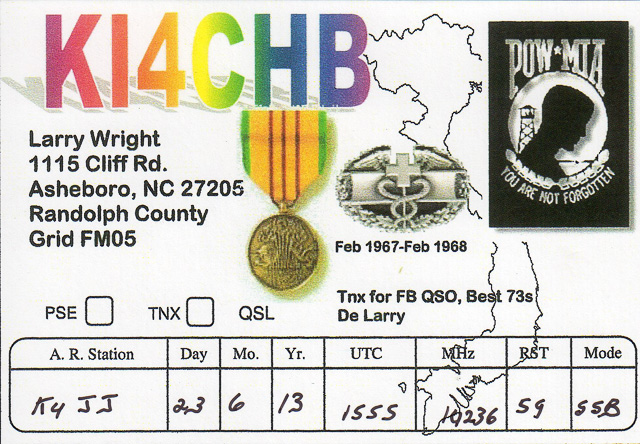 KI4CHB
Larry Wright
1115 Cliff Rd.
Asheboro, NC 27205
Randolph County
Grid FM05
POW★MIA
YOU ARE NOT FORGOTTEN
Feb 1967-Feb 1968
Tnx for FB QSO, Best 73s
De Larry
PSE TNX QSL
A. R. Station Day Mo. Yr. UTC MHz RST Mode
K4JJ 23 6 13 1555 14236 59 SSB